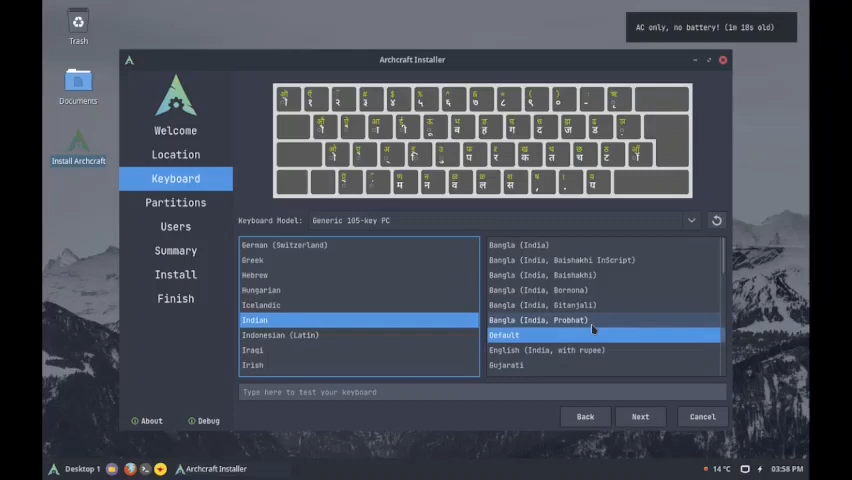 AC only, no battery! (1m 18s old)
Trash
Documents
Install Archcraft
Archcraft Installer
Welcome
Location
Keyboard
Partitions
Users
Summary
Install
Finish
About
Debug
Keyboard Model:
Generic 105-key PC
German (Switzerland)
Greek
Hebrew
Hungarian
Icelandic
Indian
Indonesian (Latin)
Iraqi
Irish
Bangla (India)
Bangla (India, Baishakhi InScript)
Bangla (India, Baishakhi)
Bangla (India, Bornona)
Bangla (India, Gitanjali)
Bangla (India, Probhat)
Default
English (India, with rupee)
Gujarati
Type here to test your keyboard
Back
Next
Cancel
Desktop 1
Archcraft Installer
14 °C
03:58 PM